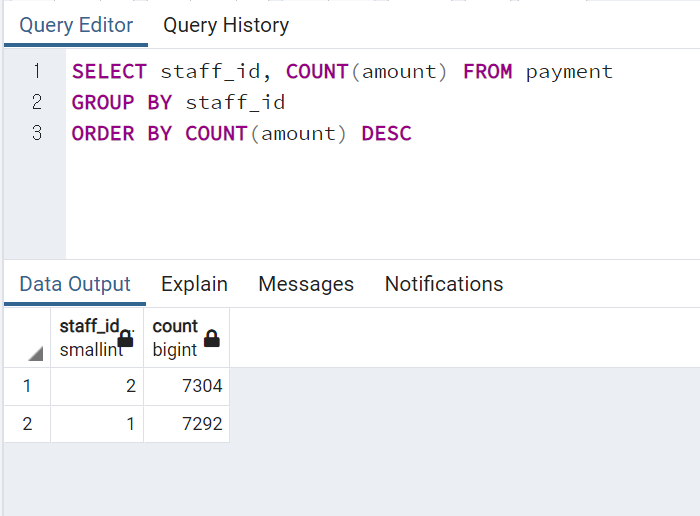 Query Editor Query History
1 SELECT staff_id, COUNT(amount) FROM payment
2 GROUP BY staff_id
3 ORDER BY COUNT(amount) DESC
Data Output Explain Messages Notifications
staff_id.. count
smallint bigint
1 2 7304
2 1 7292